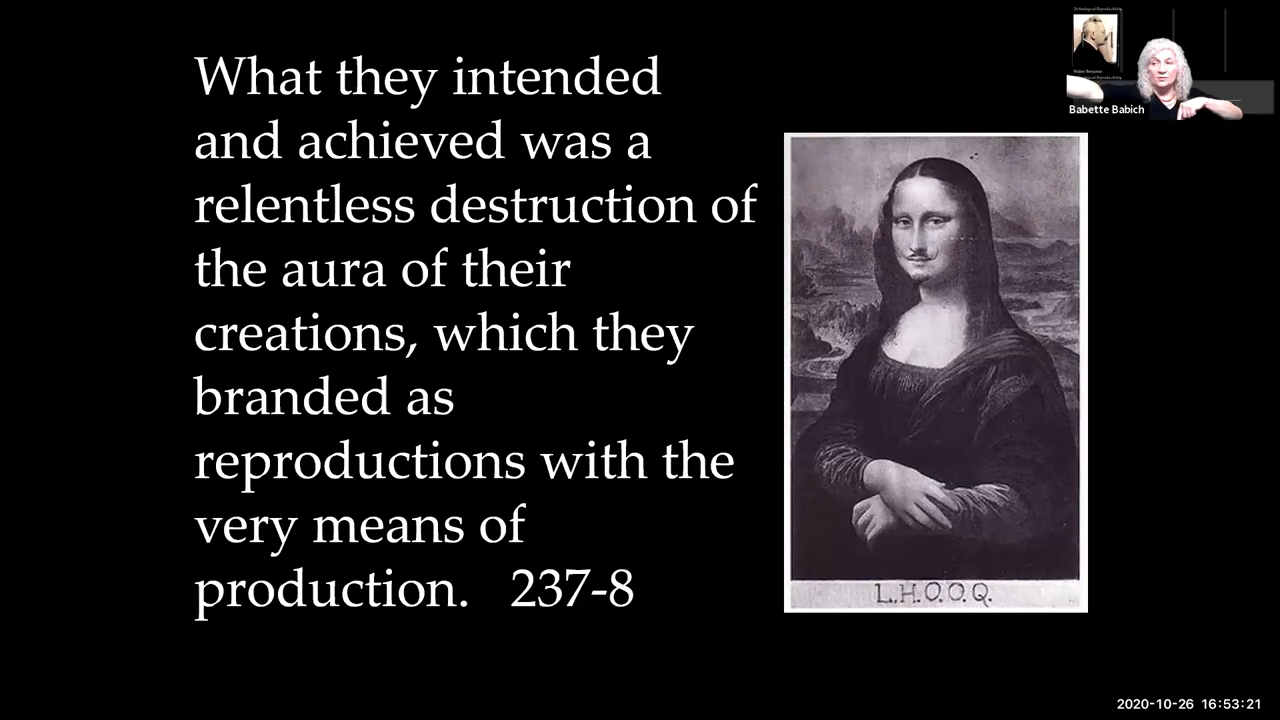 What they intended
and achieved was a
relentless destruction of
the aura of their
creations, which they
branded as
reproductions with the
very means of
production. 237-8
L.H.O.O.Q.
Babette Babich
2020-10-26 16:53:21